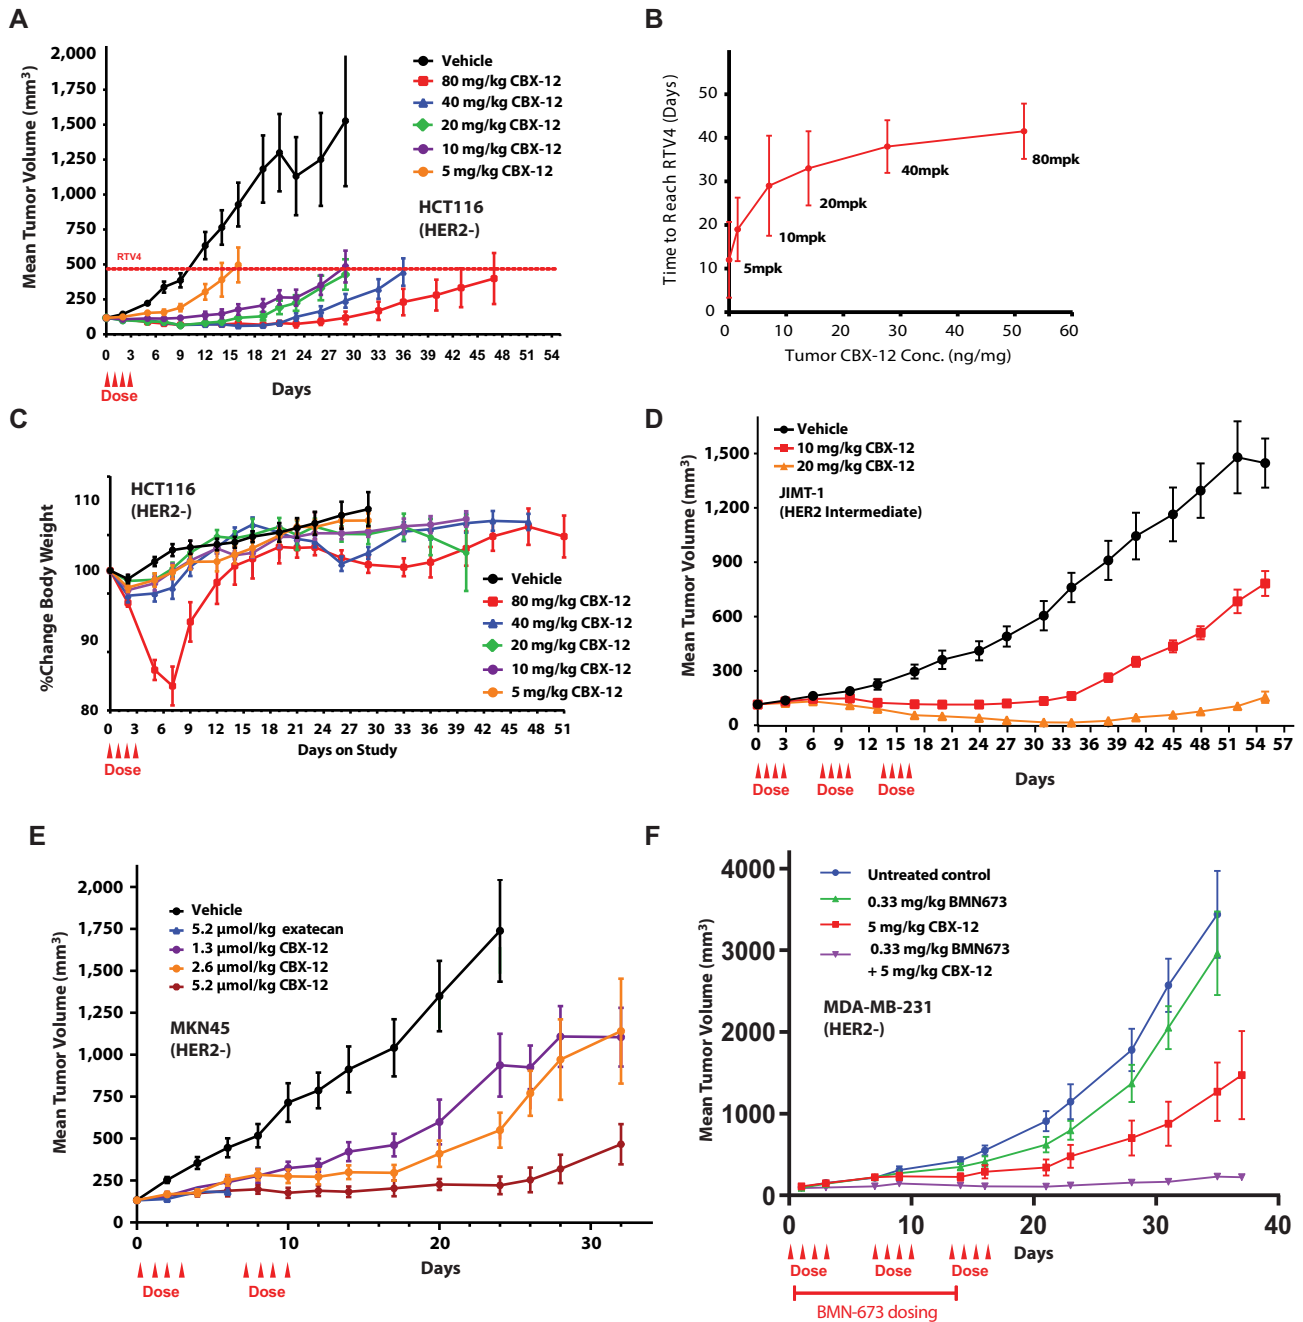 A
Mean Tumor Volume (mm³)
2,000
1,750
1,500
1,250
1,000
750
500
250
0
Vehicle
80 mg/kg CBX-12
40 mg/kg CBX-12
20 mg/kg CBX-12
10 mg/kg CBX-12
5 mg/kg CBX-12
HCT116
(HER2-)
RTV4
0 3 6 9 12 15 18 21 24 27 30 33 36 39 42 45 48 51 54
Dose
Days
B
Time to Reach RTV4 (Days)
50
40
30
20
10
0
5mpk
10mpk
20mpk
40mpk
80mpk
0 10 20 30 40 50 60
Tumor CBX-12 Conc. (ng/mg)
C
%Change Body Weight
110
100
90
80
HCT116
(HER2-)
Vehicle
80 mg/kg CBX-12
40 mg/kg CBX-12
20 mg/kg CBX-12
10 mg/kg CBX-12
5 mg/kg CBX-12
0 3 6 9 12 15 18 21 24 27 30 33 36 39 42 45 48 51
Dose
Days on Study
D
Mean Tumor Volume (mm³)
1,500
1,200
900
600
300
0
Vehicle
10 mg/kg CBX-12
20 mg/kg CBX-12
JIMT-1
(HER2 Intermediate)
0 3 6 9 12 15 18 21 24 27 30 33 36 39 42 45 48 51 54 57
Dose Dose Dose
Days
E
Mean Tumor Volume (mm³)
2,000
1,750
1,500
1,250
1,000
750
500
250
0
Vehicle
5.2 µmol/kg exatecan
1.3 µmol/kg CBX-12
2.6 µmol/kg CBX-12
5.2 µmol/kg CBX-12
MKN45
(HER2-)
0 10 20 30
Dose Dose
Days
F
Mean Tumor Volume (mm³)
4000
3000
2000
1000
0
Untreated control
0.33 mg/kg BMN673
5 mg/kg CBX-12
0.33 mg/kg BMN673
+ 5 mg/kg CBX-12
MDA-MB-231
(HER2-)
0 10 20 30 40
Dose Dose Dose
Days
BMN-673 dosing